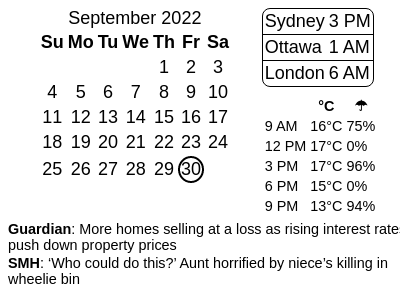 September 2022
Su Mo Tu We Th Fr Sa
1 2 3
4 5 6 7 8 9 10
11 12 13 14 15 16 17
18 19 20 21 22 23 24
25 26 27 28 29 30
Sydney 3 PM
Ottawa 1 AM
London 6 AM
°C ☂
9 AM 16°C 75%
12 PM 17°C 0%
3 PM 17°C 96%
6 PM 15°C 0%
9 PM 13°C 94%
Guardian: More homes selling at a loss as rising interest rates
push down property prices
SMH: ‘Who could do this?’ Aunt horrified by niece’s killing in
wheelie bin